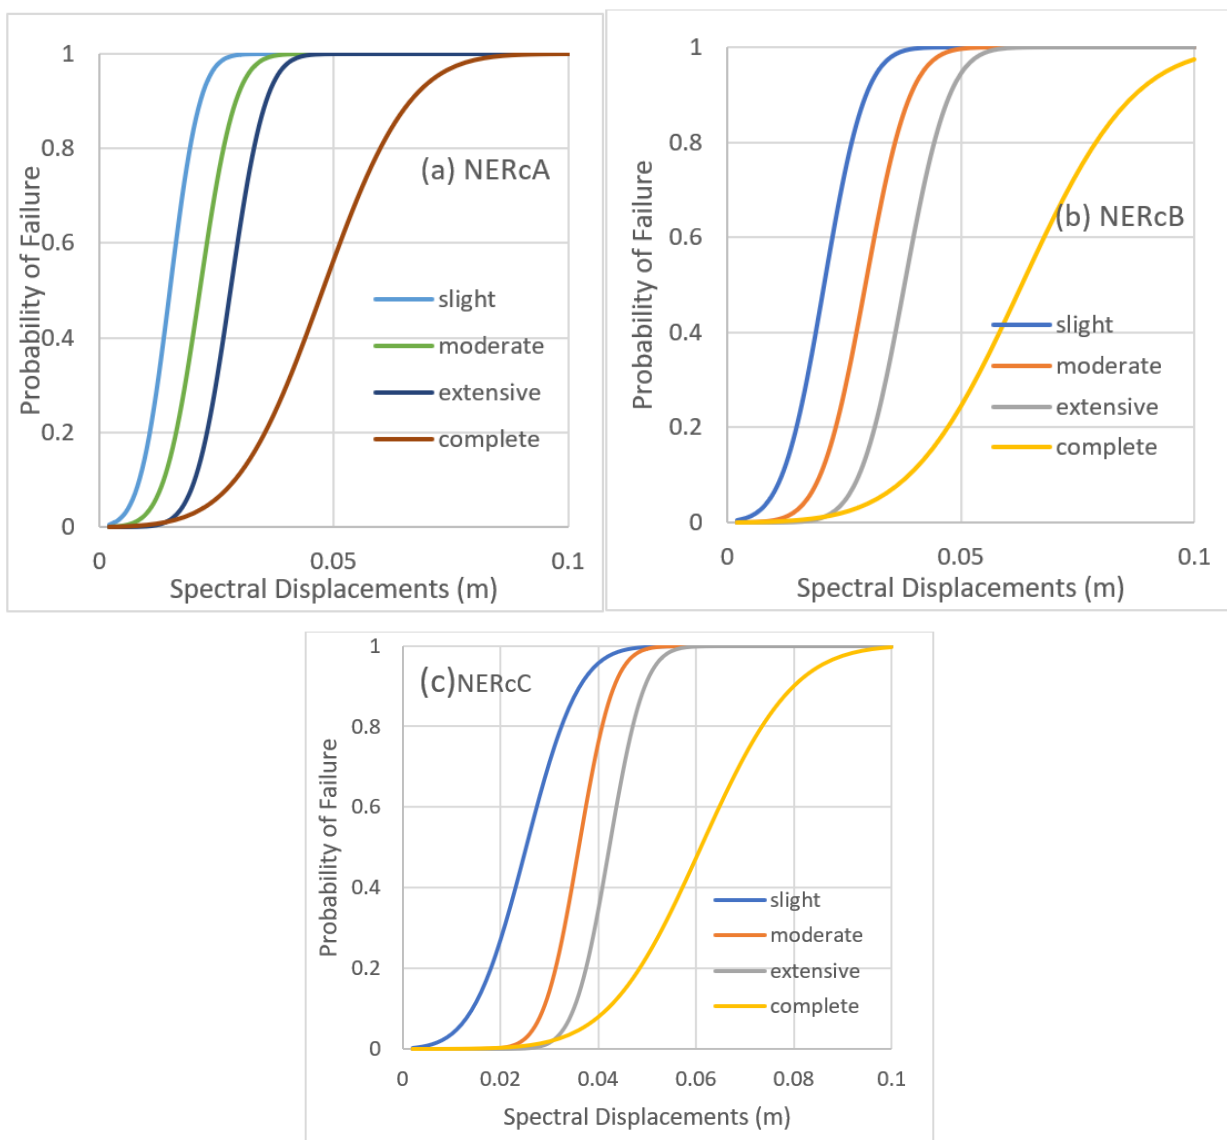 1
0.8
0.6
0.4
0.2
0
0
0.05
0.1
Probability of Failure
Spectral Displacements (m)
(a) NERcA
slight
moderate
extensive
complete
1
0.8
0.6
0.4
0.2
0
0
0.05
0.1
Probability of Failure
Spectral Displacements (m)
(b) NERcB
slight
moderate
extensive
complete
1
0.8
0.6
0.4
0.2
0
0
0.02
0.04
0.06
0.08
0.1
Probability of Failure
Spectral Displacements (m)
(c)NERcC
slight
moderate
extensive
complete